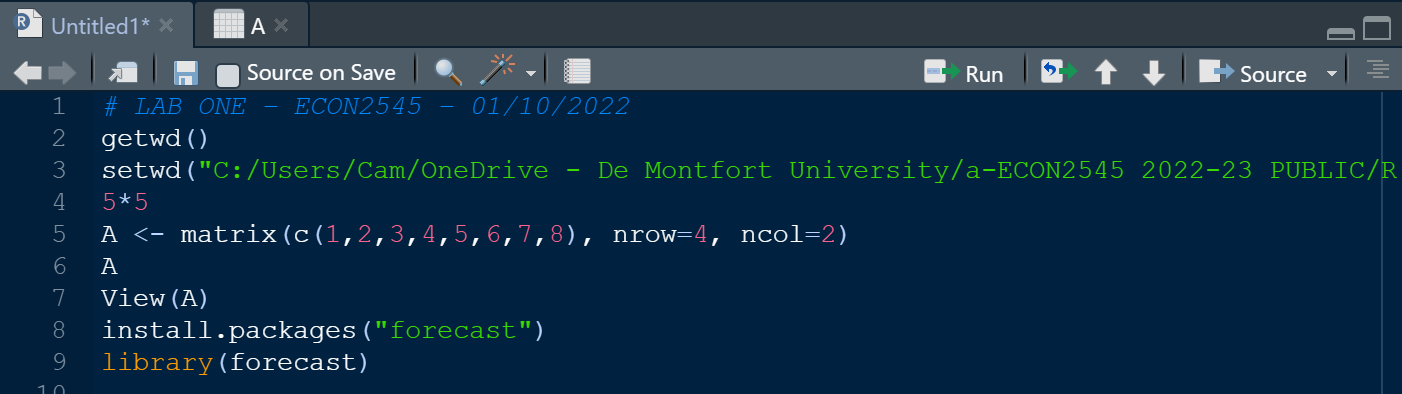 Untitled1* A
Source on Save Run Source
1 # LAB ONE – ECON2545 – 01/10/2022
2 getwd()
3 setwd("C:/Users/Cam/OneDrive - De Montfort University/a-ECON2545 2022-23 PUBLIC/R
4 5*5
5 A <- matrix(c(1,2,3,4,5,6,7,8), nrow=4, ncol=2)
6 A
7 View(A)
8 install.packages("forecast")
9 library(forecast)
10